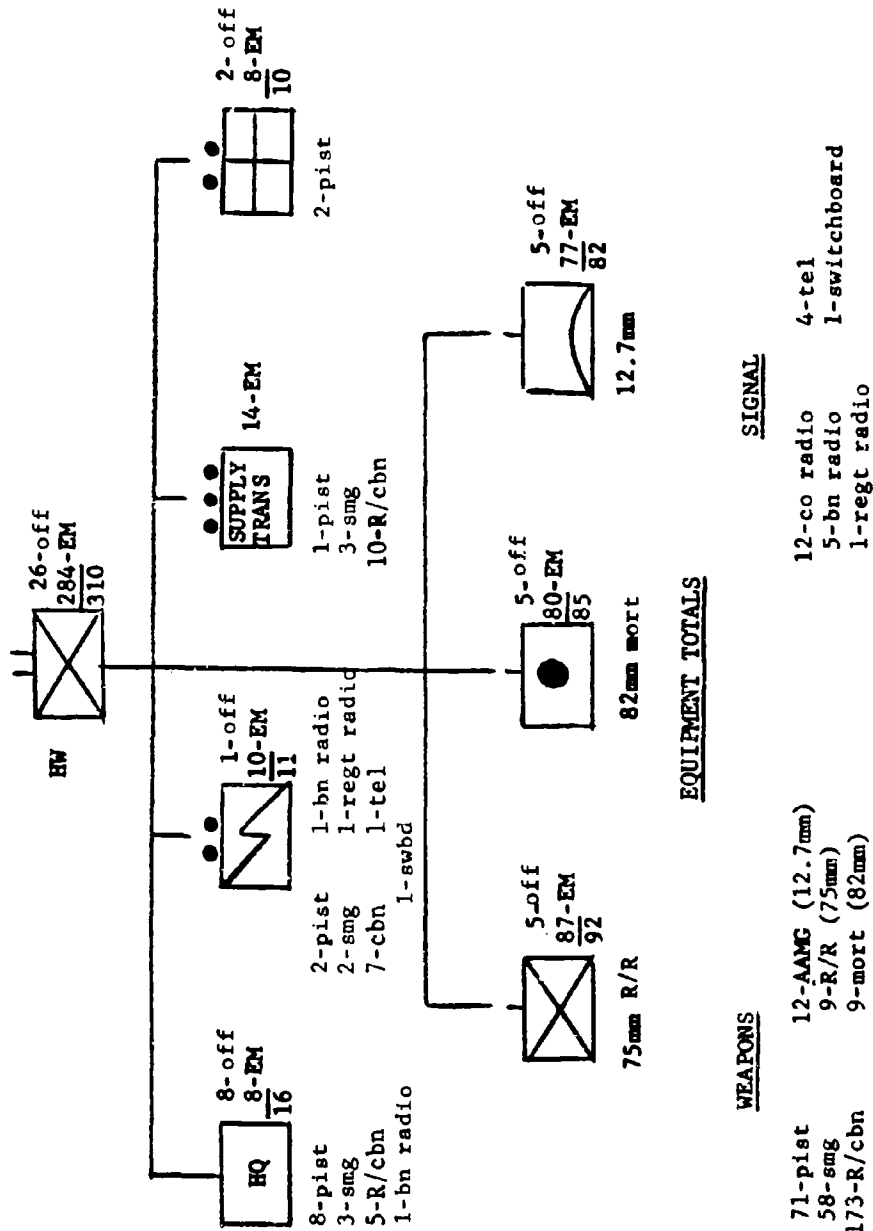 HW
26-off
284-EM
310
HQ
8-off
8-EM
16
8-pist
3-smg
5-R/cbn
1-bn radio
1-off
10-EM
11
2-pist
2-smg
7-cbn
1-bn radio
1-regt radio
1-tel
1-swbd
SUPPLY
TRANS
14-EM
1-pist
3-smg
10-R/cbn
2-off
8-EM
10
2-pist
5-off
87-EM
92
75mm R/R
5-off
80-EM
85
82mm mort
5-off
77-EM
82
12.7mm
EQUIPMENT TOTALS
WEAPONS
71-pist
58-smg
173-R/cbn
12-AAMG (12.7mm)
9-R/R (75mm)
9-mort (82mm)
SIGNAL
12-co radio
5-bn radio
1-regt radio
4-tel
1-switchboard